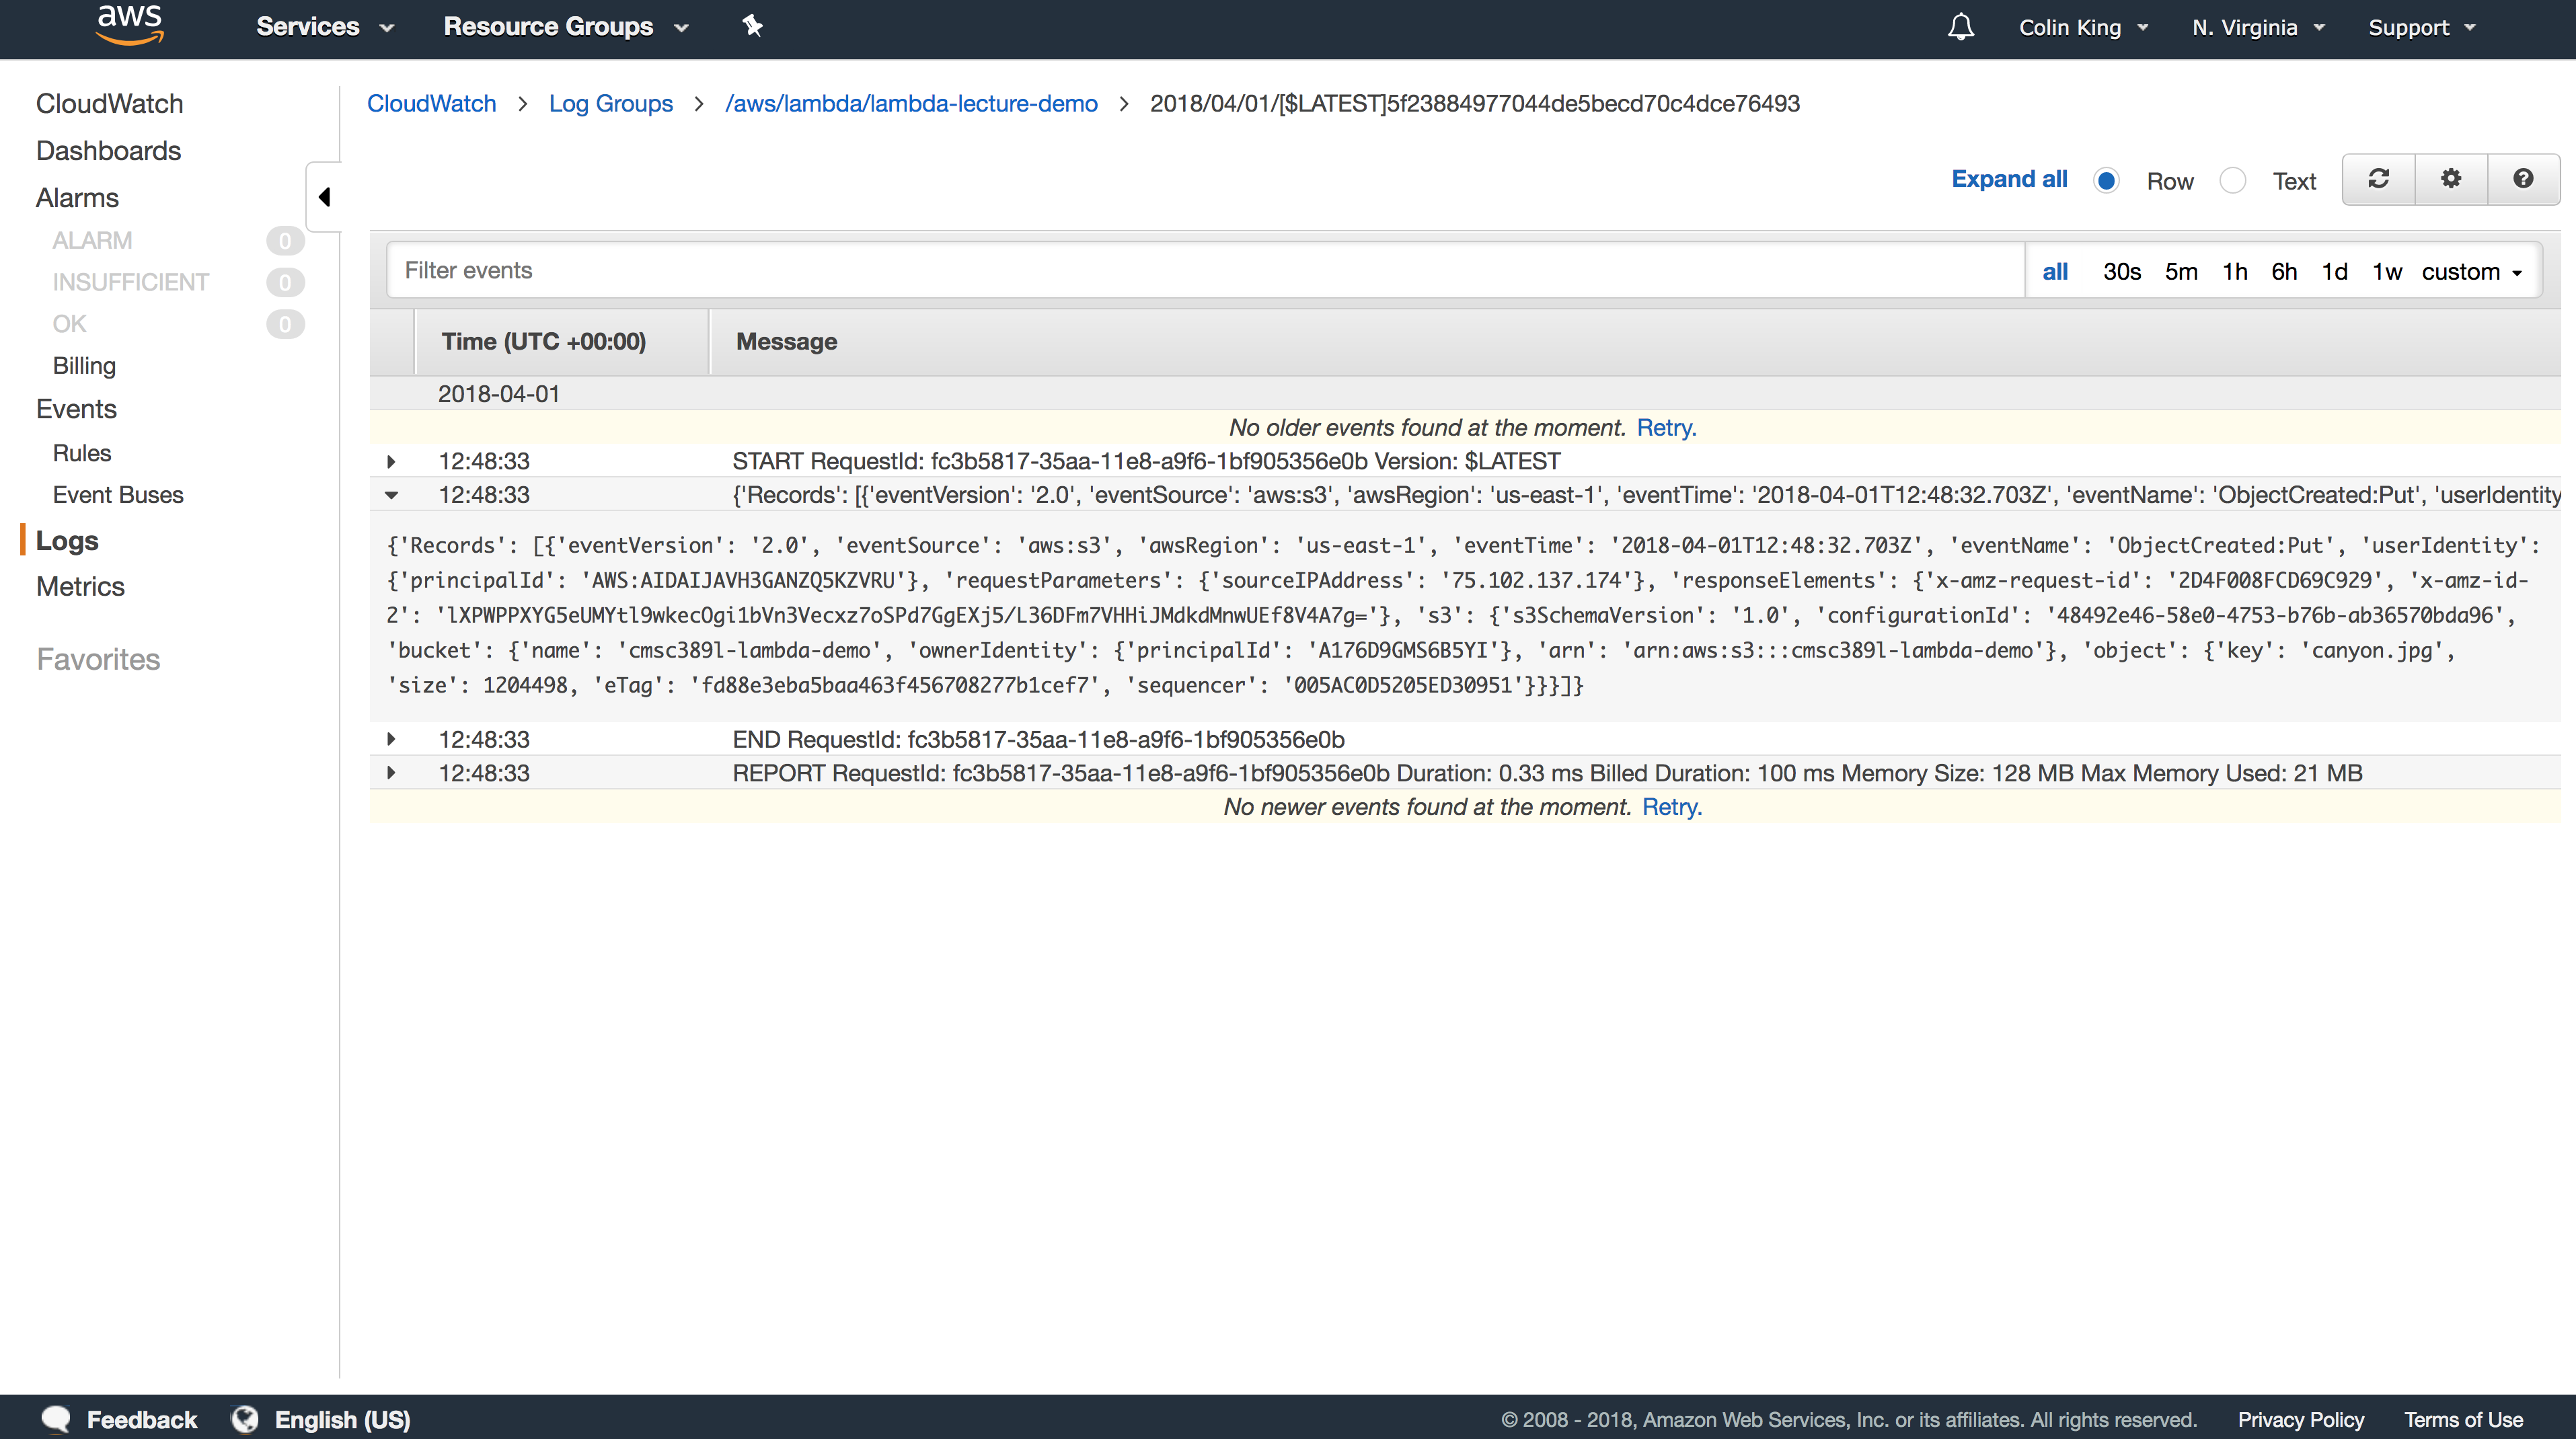 aws Services Resource Groups Colin King N. Virginia Support
CloudWatch
Dashboards
Alarms
ALARM 0
INSUFFICIENT 0
OK 0
Billing
Events
Rules
Event Buses
Logs
Metrics
Favorites
CloudWatch > Log Groups > /aws/lambda/lambda-lecture-demo > 2018/04/01/[$LATEST]5f23884977044de5becd70c4dce76493
Expand all Row Text
Filter events all 30s 5m 1h 6h 1d 1w custom
Time (UTC +00:00) Message
2018-04-01
No older events found at the moment. Retry.
12:48:33 START RequestId: fc3b5817-35aa-11e8-a9f6-1bf905356e0b Version: $LATEST
12:48:33 {'Records': [{'eventVersion': '2.0', 'eventSource': 'aws:s3', 'awsRegion': 'us-east-1', 'eventTime': '2018-04-01T12:48:32.703Z', 'eventName': 'ObjectCreated:Put', 'userIdentity
{'Records': [{'eventVersion': '2.0', 'eventSource': 'aws:s3', 'awsRegion': 'us-east-1', 'eventTime': '2018-04-01T12:48:32.703Z', 'eventName': 'ObjectCreated:Put', 'userIdentity':
{'principalId': 'AWS:AIDAIJAVH3GANZQ5KZVRU'}, 'requestParameters': {'sourceIPAddress': '75.102.137.174'}, 'responseElements': {'x-amz-request-id': '2D4F008FCD69C929', 'x-amz-id-
2': 'lXPWPPXYG5eUMYtl9wkecOgi1bVn3Vecxz7oSPd7GgEXj5/L36DFm7VHHiJMdkdMnwUEf8V4A7g='}, 's3': {'s3SchemaVersion': '1.0', 'configurationId': '48492e46-58e0-4753-b76b-ab36570bda96',
'bucket': {'name': 'cmsc389l-lambda-demo', 'ownerIdentity': {'principalId': 'A176D9GMS6B5YI'}, 'arn': 'arn:aws:s3:::cmsc389l-lambda-demo'}, 'object': {'key': 'canyon.jpg',
'size': 1204498, 'eTag': 'fd88e3eba5baa463f456708277b1cef7', 'sequencer': '005AC0D5205ED30951'}}}]}
12:48:33 END RequestId: fc3b5817-35aa-11e8-a9f6-1bf905356e0b
12:48:33 REPORT RequestId: fc3b5817-35aa-11e8-a9f6-1bf905356e0b Duration: 0.33 ms Billed Duration: 100 ms Memory Size: 128 MB Max Memory Used: 21 MB
No newer events found at the moment. Retry.
Feedback English (US) © 2008 - 2018, Amazon Web Services, Inc. or its affiliates. All rights reserved. Privacy Policy Terms of Use